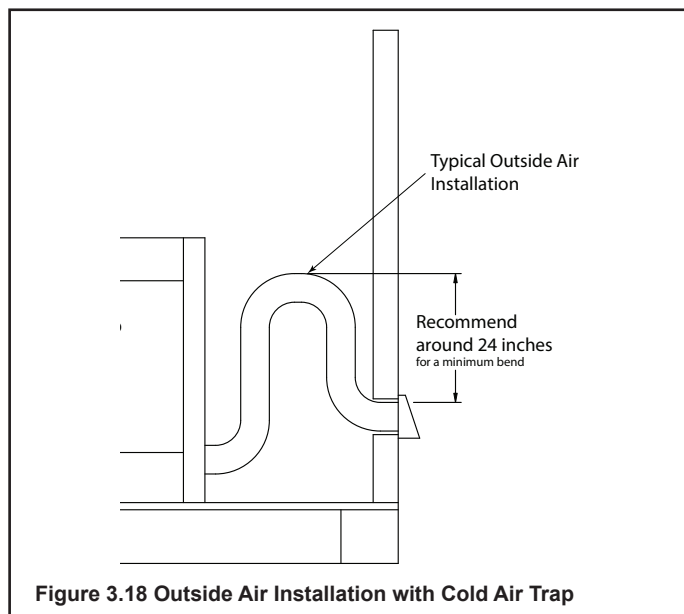 Typical Outside Air
Installation
Recommend
around 24 inches
for a minimum bend
Figure 3.18 Outside Air Installation with Cold Air Trap